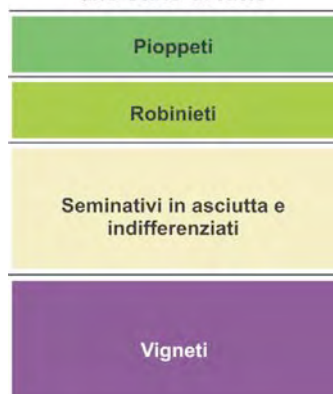 Pioppeti
Robinieti
Seminativi in asciutta e
indifferenziati
Vigneti